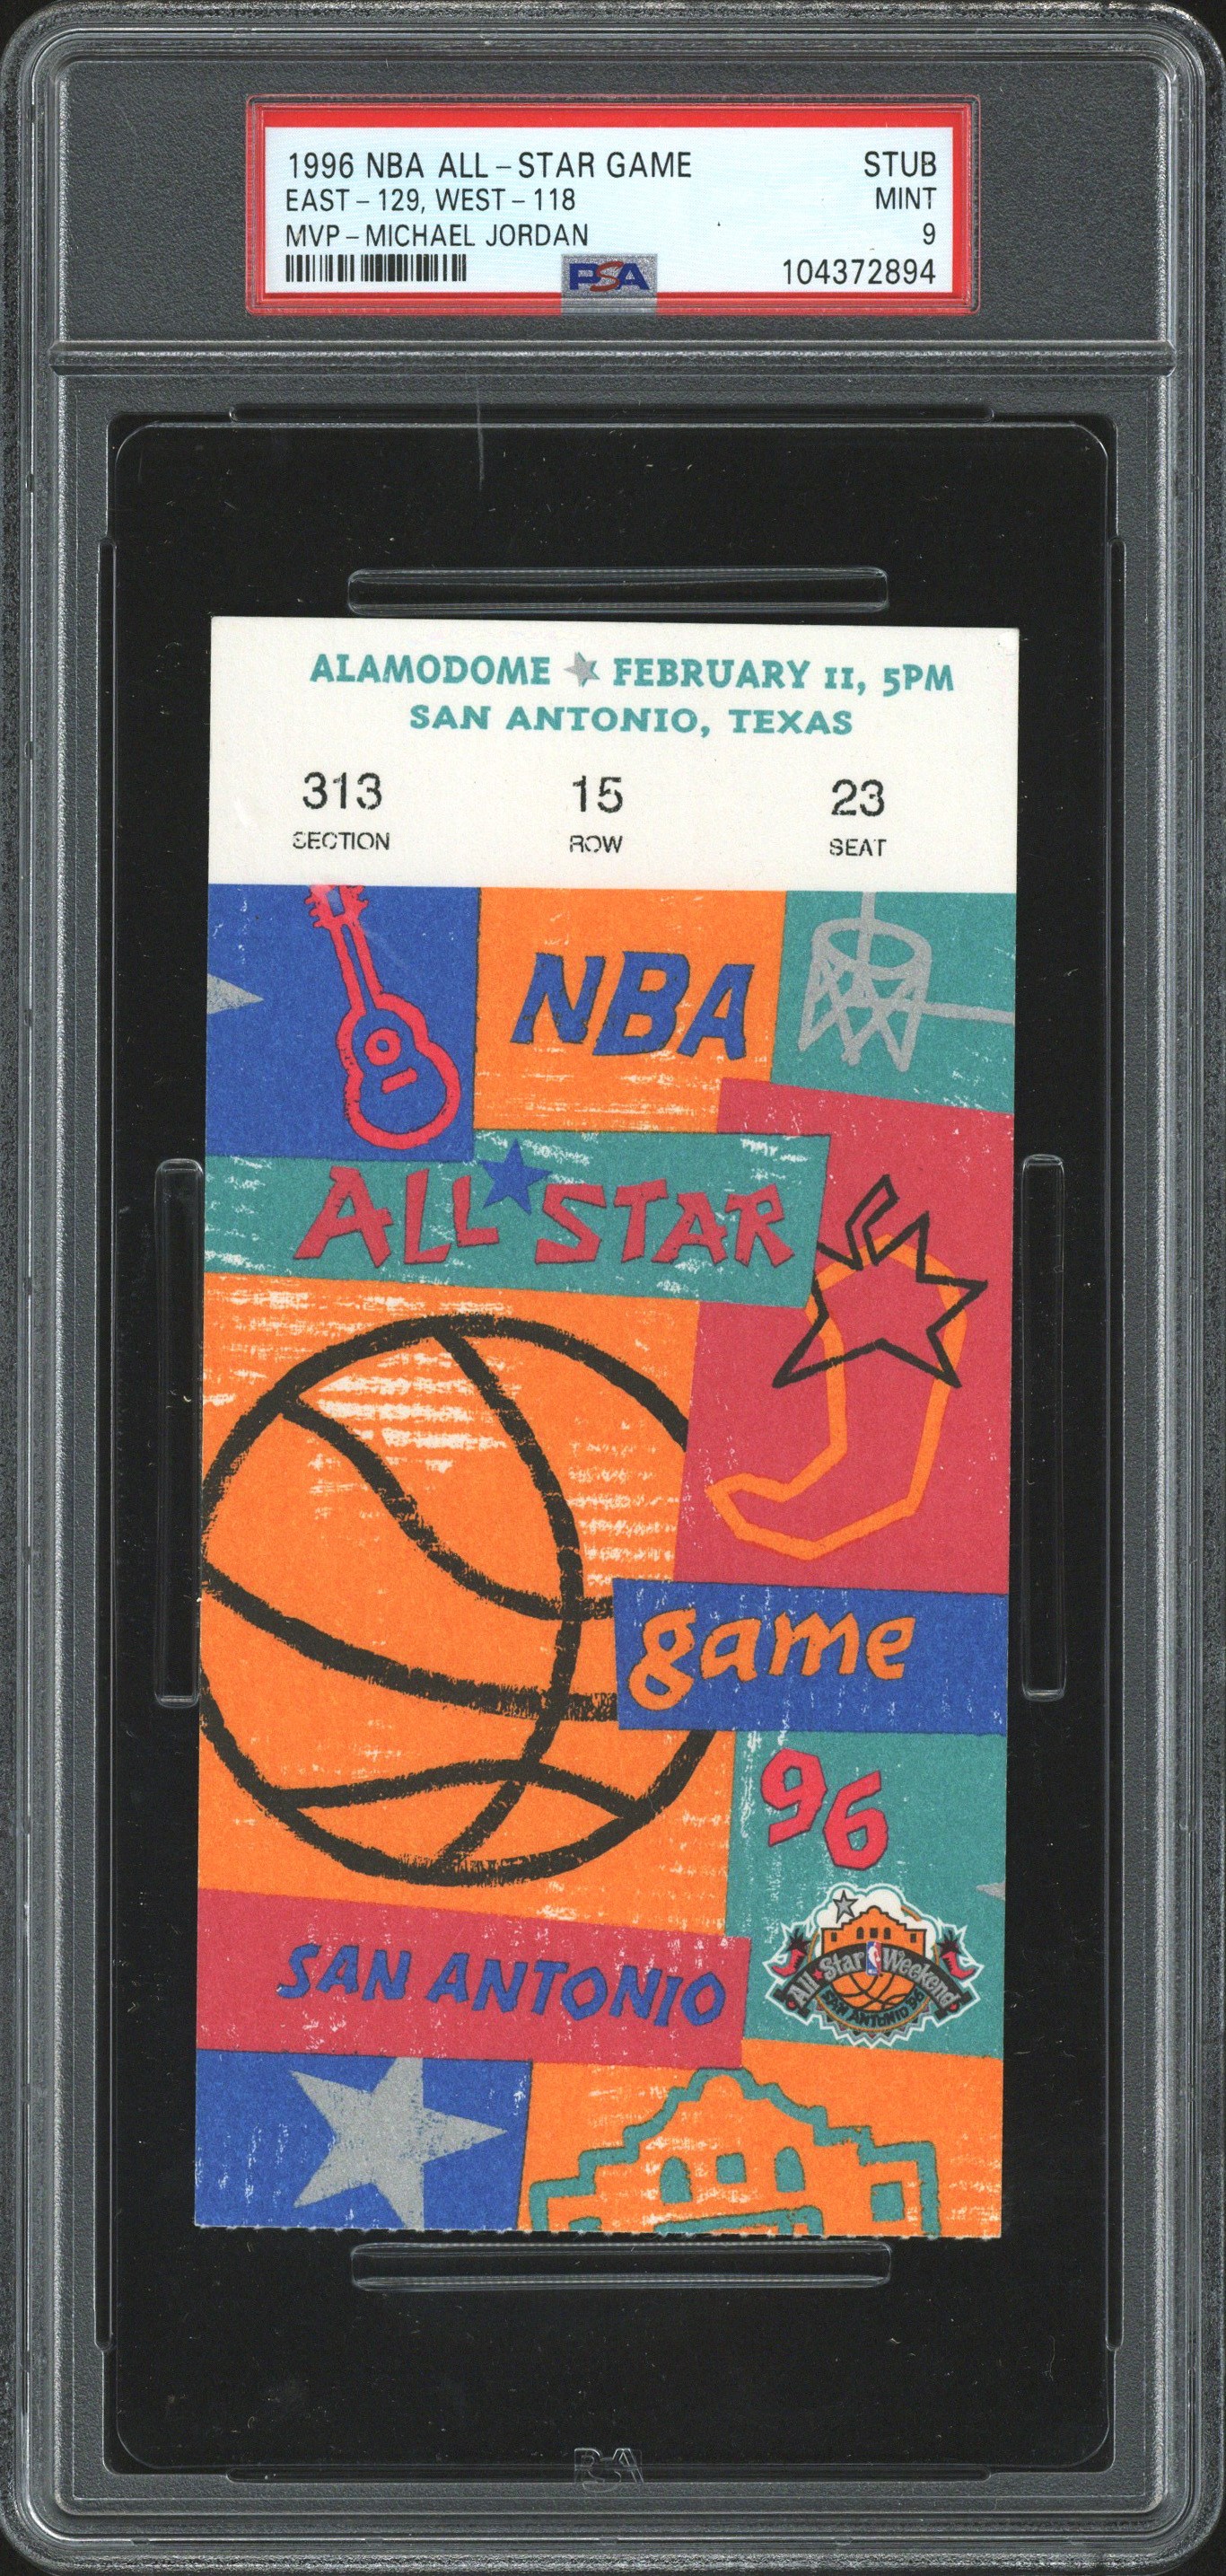 1996 NBA ALL-STAR GAME STUB
EAST-129, WEST-118 MINT
MVP-MICHAEL JORDAN 9
PSA 104372894
ALAMODOME ★ FEBRUARY 11, 5PM
SAN ANTONIO, TEXAS
313 15 23
SECTION ROW SEAT
NBA
ALL★STAR
game
96
All★Star Weekend
SAN ANTONIO 96
SAN ANTONIO
PSA